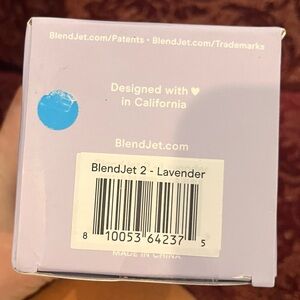 BlendJet.com/Patents • BlendJet.com/Trademarks
Designed with ♥
in California
BlendJet.com
BlendJet 2 - Lavender
8 10053 64237 5
MADE IN CHINA